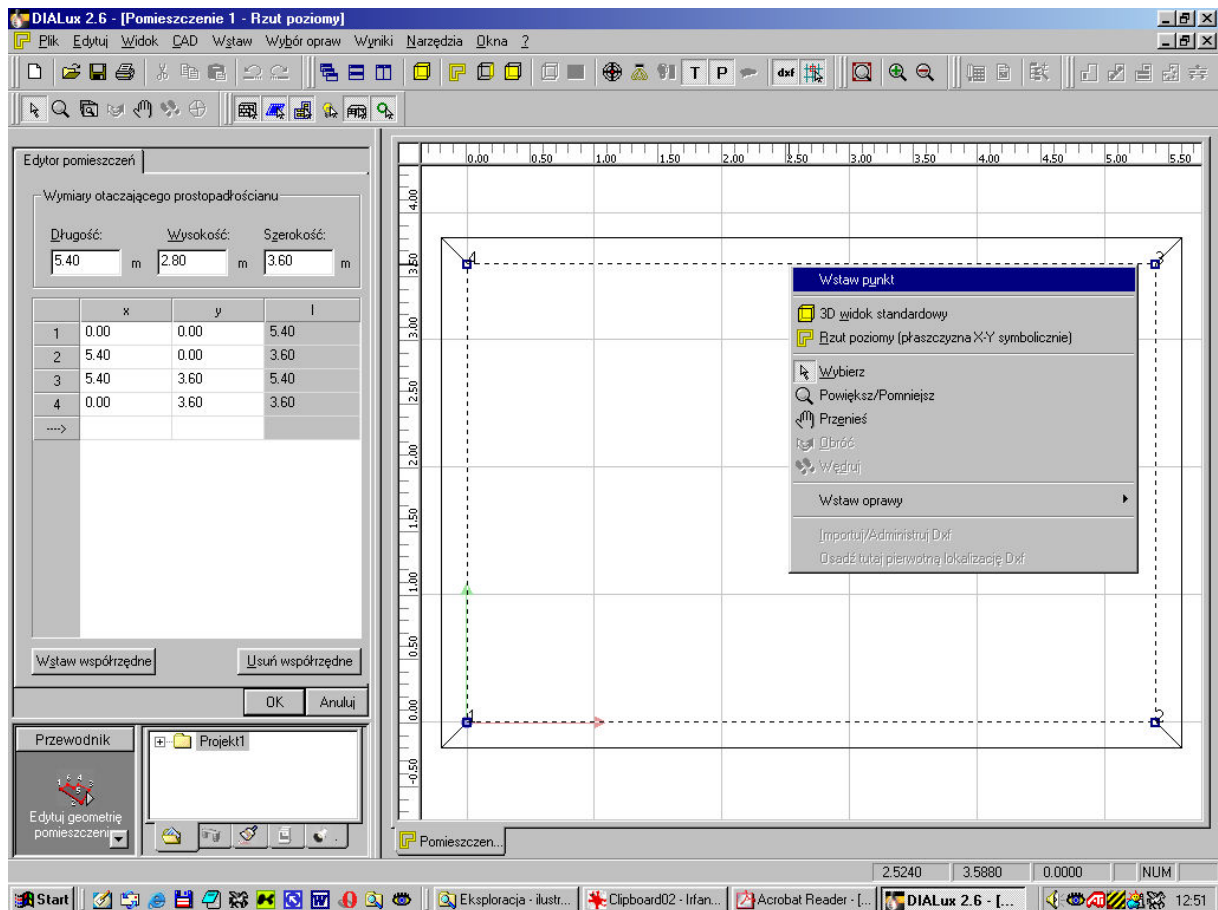 DIALux 2.6 - [Pomieszczenie 1 - Rzut poziomy]
Plik Edytuj Widok CAD Wstaw Wybór opraw Wyniki Narzędzia Okna ?
T P dxf
Edytor pomieszczeń
Wymiary otaczającego prostopadłościanu
Długość: Wysokość: Szerokość:
5.40 m 2.80 m 3.60 m
x y l
1 0.00 0.00 5.40
2 5.40 0.00 3.60
3 5.40 3.60 5.40
4 0.00 3.60 3.60
---->
Wstaw współrzędne Usuń współrzędne
OK Anuluj
Przewodnik
Edytuj geometrię
pomieszczeni
Projekt1
0.00 0.50 1.00 1.50 2.00 2.50 3.00 3.50 4.00 4.50 5.00 5.50
4.00
3.50
3.00
2.50
2.00
1.50
1.00
0.50
0.00
-0.50
4 3
1 2
Wstaw punkt
3D widok standardowy
Rzut poziomy (płaszczyzna X-Y symbolicznie)
Wybierz
Powiększ/Pomniejsz
Przenieś
Obróć
Wędruj
Wstaw oprawy
Importuj/Administruj Dxf
Osadź tutaj pierwotną lokalizację Dxf
Pomieszczen...
2.5240 3.5880 0.0000 NUM
Start Eksploracja - ilustr... Clipboard02 - Irfan... Acrobat Reader - [... DIALux 2.6 - [... 12:51